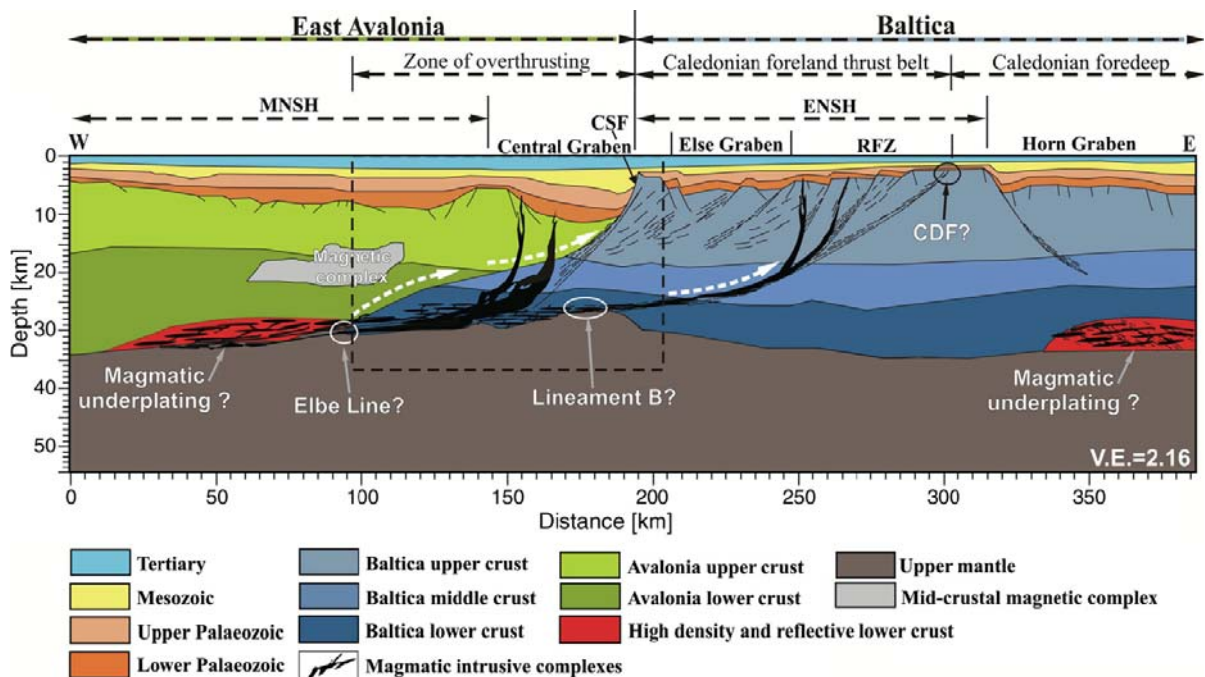 East Avalonia
Baltica
Zone of overthrusting
Caledonian foreland thrust belt
Caledonian foredeep
MNSH
ENSH
CSF
W
Central Graben
Else Graben
RFZ
Horn Graben
E
0
10
20
30
40
50
Depth [km]
Magnetic
complex
CDF?
Magmatic
underplating ?
Elbe Line?
Lineament B?
Magmatic
underplating ?
V.E.=2.16
0
50
100
150
200
250
300
350
Distance [km]
Tertiary
Mesozoic
Upper Palaeozoic
Lower Palaeozoic
Baltica upper crust
Baltica middle crust
Baltica lower crust
Magmatic intrusive complexes
Avalonia upper crust
Avalonia lower crust
High density and reflective lower crust
Upper mantle
Mid-crustal magnetic complex